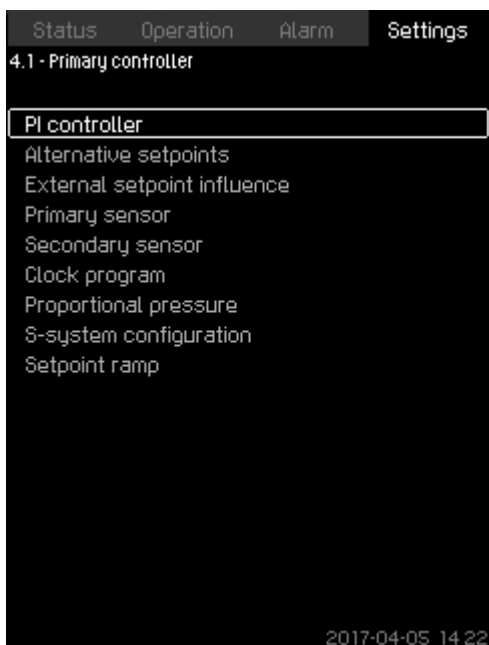 Status Operation Alarm Settings
4.1 - Primary controller
PI controller
Alternative setpoints
External setpoint influence
Primary sensor
Secondary sensor
Clock program
Proportional pressure
S-system configuration
Setpoint ramp
2017-04-05 14:22